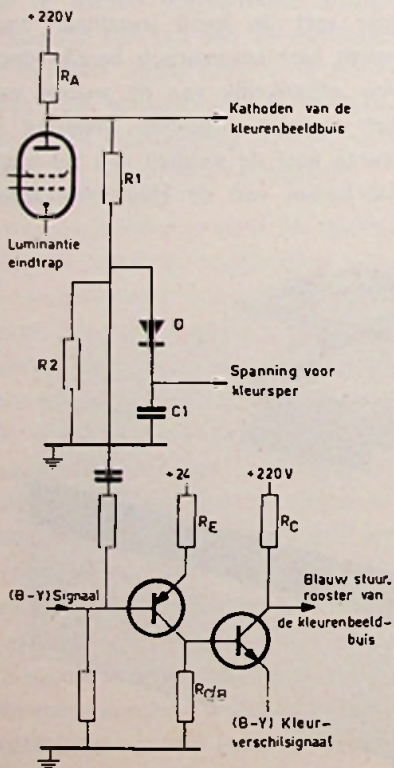 +220V
RA
Kathoden van de
kleurenbeeldbuis
R1
Luminantie
eindtrap
D
R2
Spanning voor
kleursper
C1
+24
+220V
RE
RC
(B-Y) Signaal
Blauw stuur.
rooster van
de kleurenbeeld-
buis
RC/B
(B-Y) Kleur-
verschilsignaal